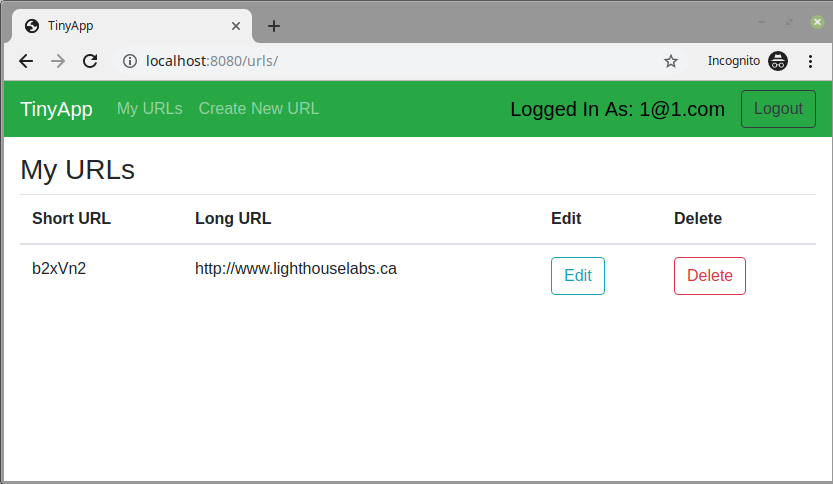 TinyApp
localhost:8080/urls/
Incognito
TinyApp My URLs Create New URL Logged In As: 1@1.com Logout
My URLs
Short URL Long URL Edit Delete
b2xVn2 http://www.lighthouselabs.ca Edit Delete